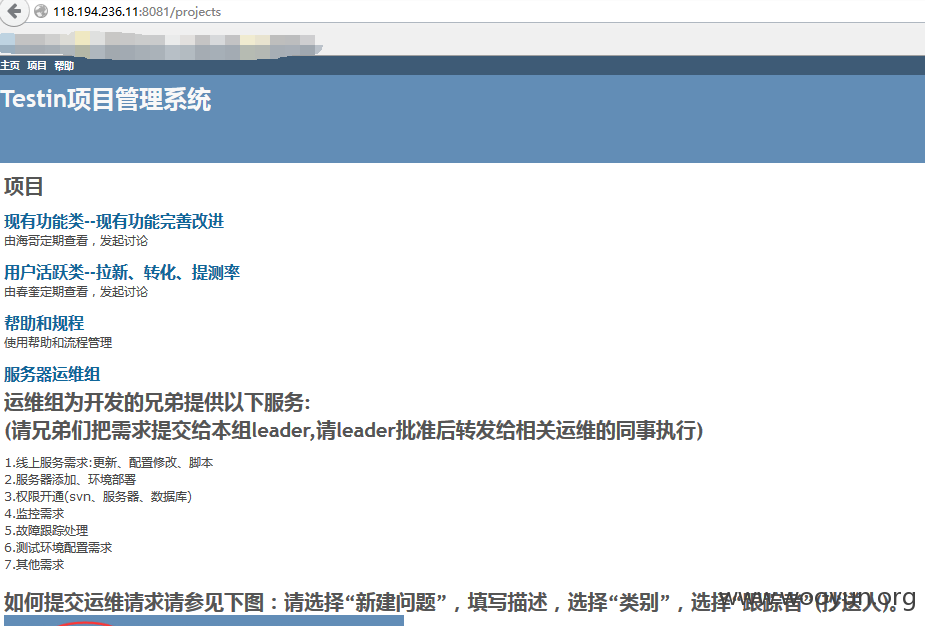 118.194.236.11:8081/projects
主页 项目 帮助
Testin项目管理系统
项目
现有功能类--现有功能完善改进
由海哥定期查看，发起讨论
用户活跃类--拉新、转化、提测率
由春奎定期查看，发起讨论
帮助和规程
使用帮助和流程管理
服务器运维组
运维组为开发的兄弟提供以下服务:
(请兄弟们把需求提交给本组leader,请leader批准后转发给相关运维的同事执行)
1.线上服务需求:更新、配置修改、脚本
2.服务器添加、环境部署
3.权限开通(svn、服务器、数据库)
4.监控需求
5.故障跟踪处理
6.测试环境配置需求
7.其他需求
如何提交运维请求请参见下图：请选择“新建问题”，填写描述，选择“类别”，选择“跟踪者”(抄送人)。
www.wooyun.org